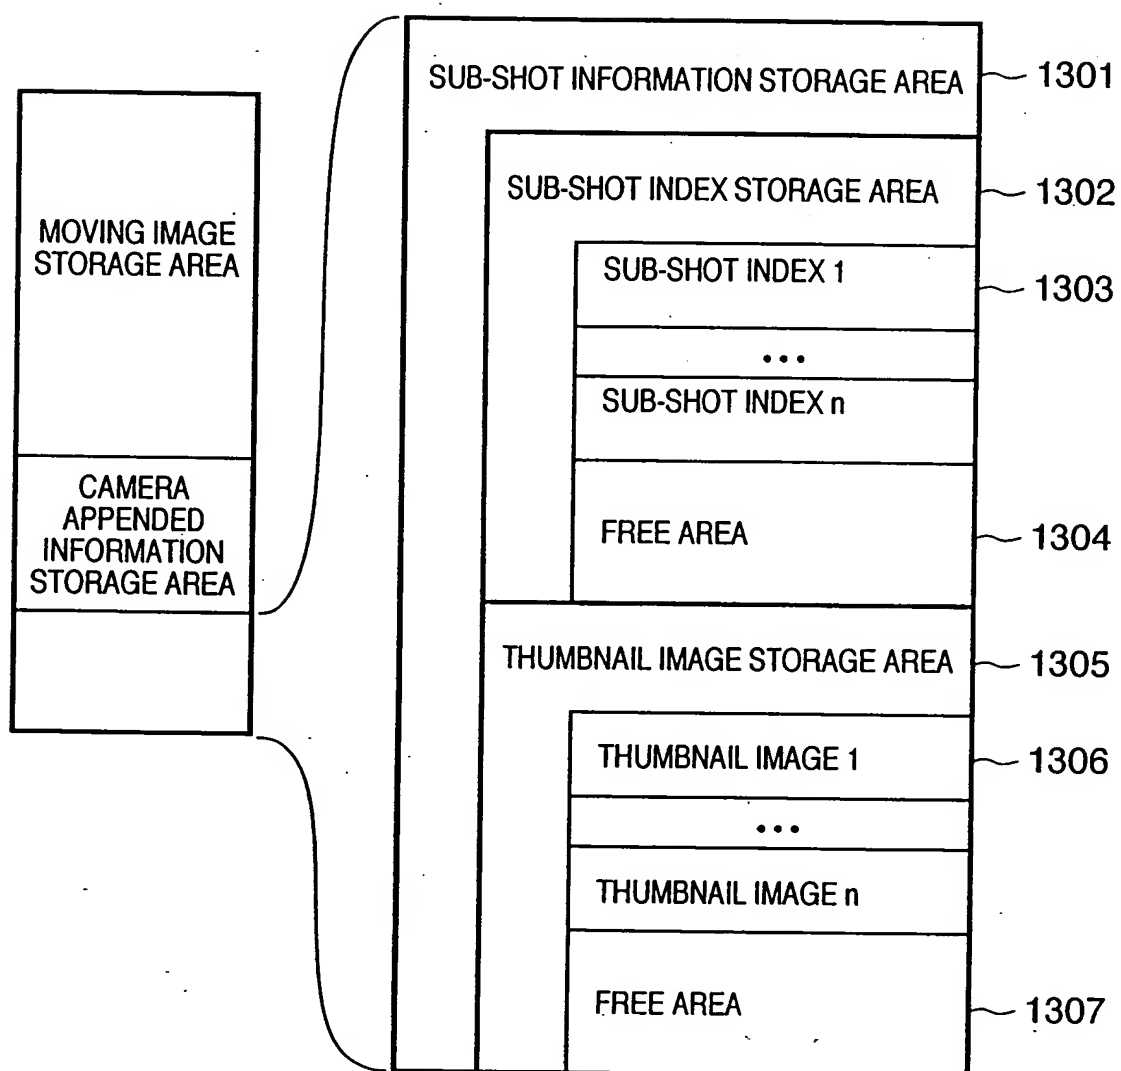 MOVING IMAGE
STORAGE AREA
CAMERA
APPENDED
INFORMATION
STORAGE AREA
SUB-SHOT INFORMATION STORAGE AREA 1301
SUB-SHOT INDEX STORAGE AREA 1302
SUB-SHOT INDEX 1 1303
•••
SUB-SHOT INDEX n
FREE AREA 1304
THUMBNAIL IMAGE STORAGE AREA 1305
THUMBNAIL IMAGE 1 1306
•••
THUMBNAIL IMAGE n
FREE AREA 1307